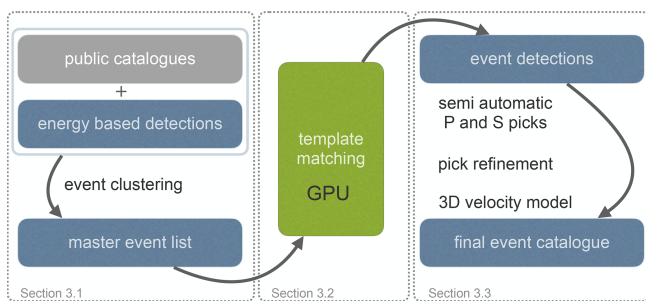 public catalogues
+
energy based detections
event clustering
master event list
Section 3.1
template
matching
GPU
Section 3.2
event detections
semi automatic
P and S picks
pick refinement
3D velocity model
final event catalogue
Section 3.3